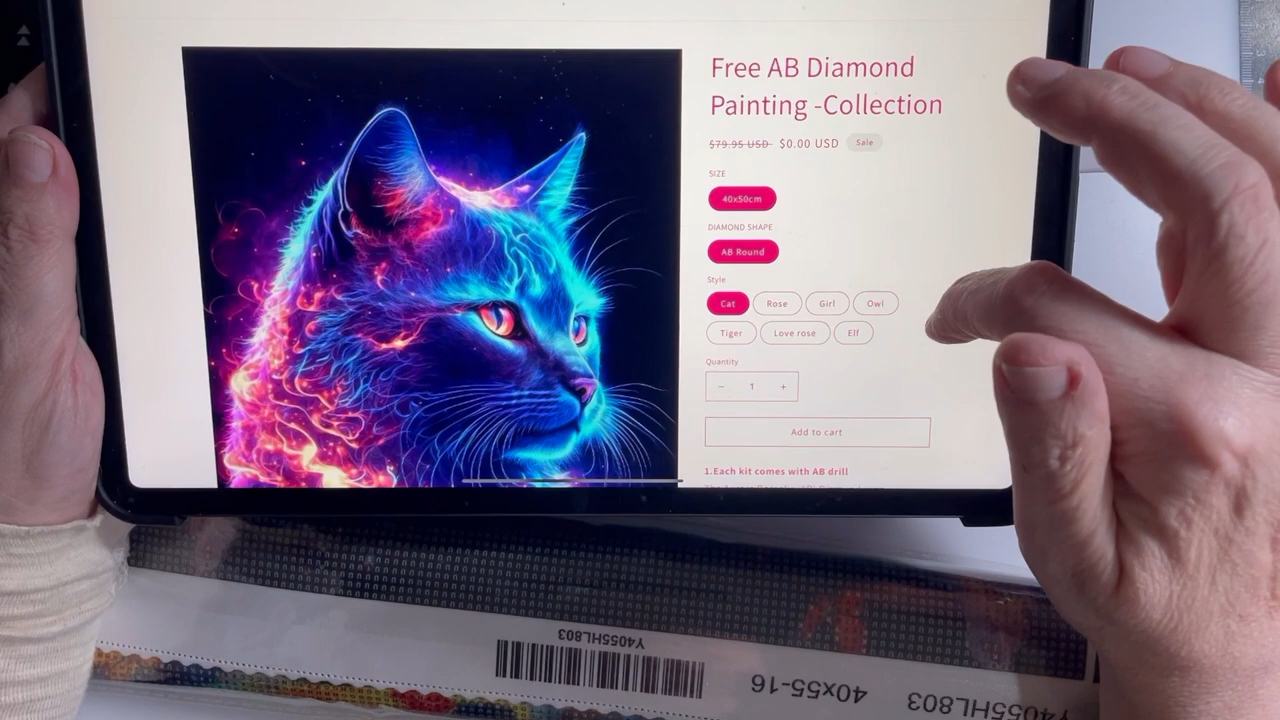 Free AB Diamond
Painting -Collection
$79.95 USD $0.00 USD Sale
SIZE
40x50cm
DIAMOND SHAPE
AB Round
Style
Cat Rose Girl Owl
Tiger Love rose Elf
Quantity
− 1 +
Add to cart
1.Each kit comes with AB drill
Y4055HL803
40x55-16
Y4055HL803